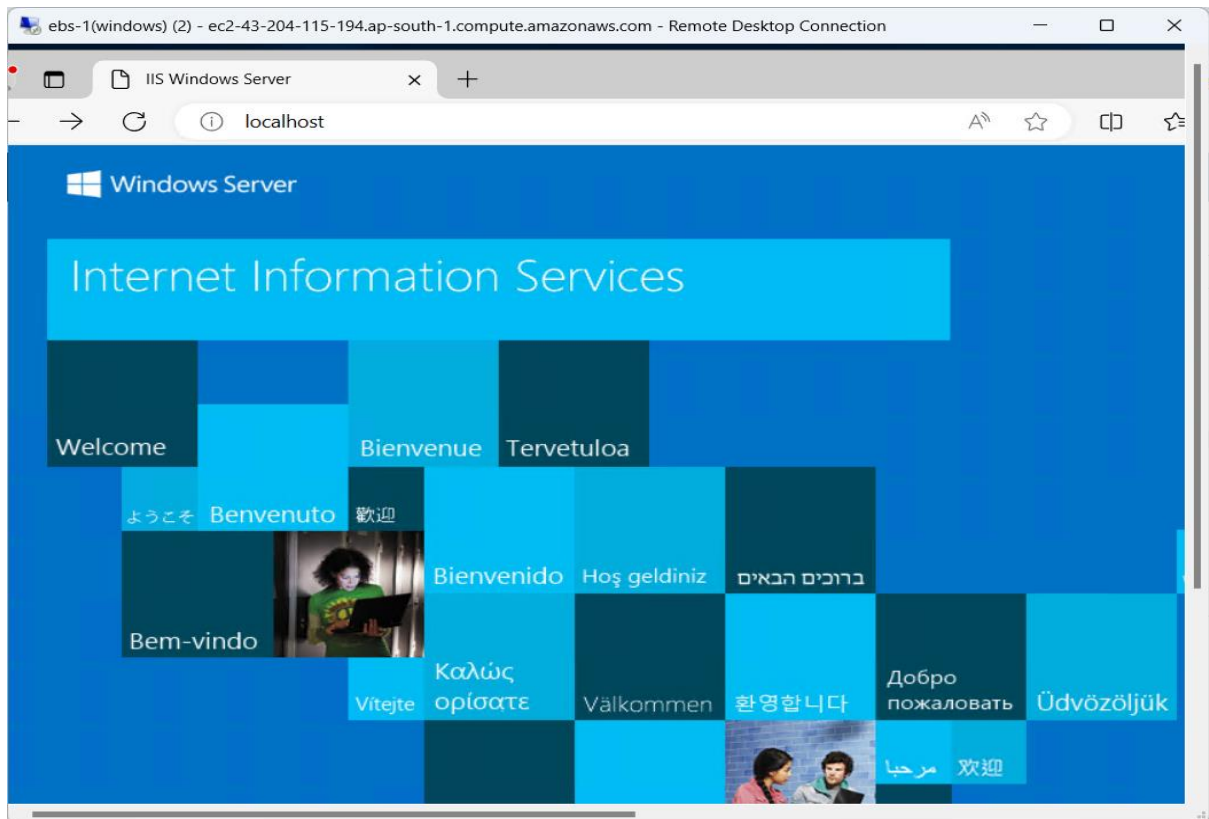 ebs-1(windows) (2) - ec2-43-204-115-194.ap-south-1.compute.amazonaws.com - Remote Desktop Connection
IIS Windows Server
localhost
Windows Server
Internet Information Services
Welcome
Bienvenue
Tervetuloa
ようこそ
Benvenuto
歡迎
Bienvenido
Hoş geldiniz
ברוכים הבאים
Bem-vindo
Vítejte
Καλώς
ορίσατε
Välkommen
환영합니다
Добро
пожаловать
Üdvözöljük
مرحبا
欢迎